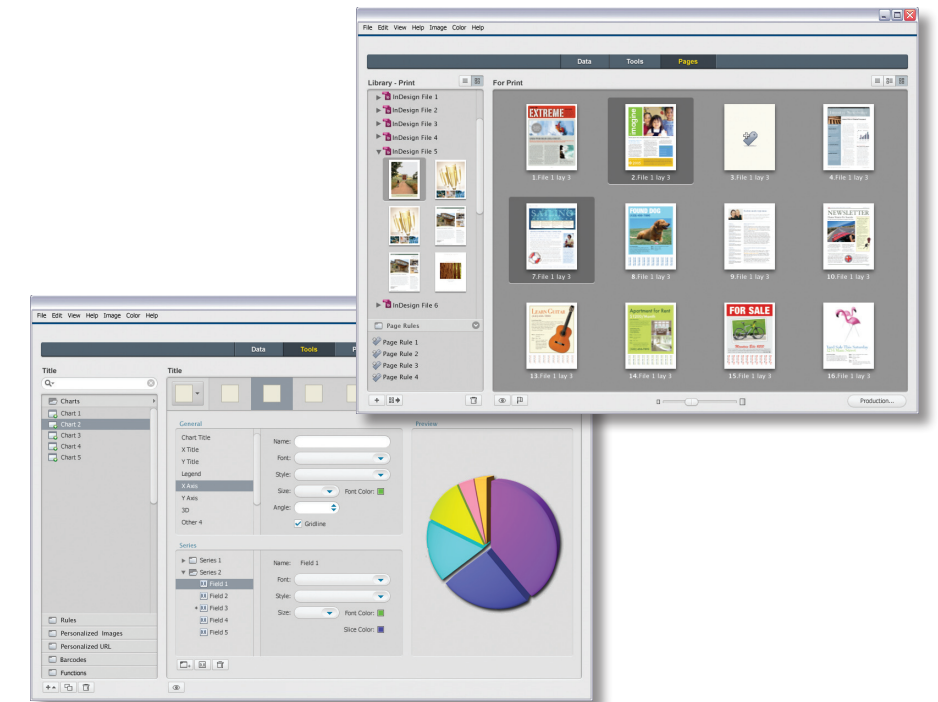 File Edit View Help Image Color Help
Data Tools Pages
Library - Print
For Print
InDesign File 1
InDesign File 2
InDesign File 3
InDesign File 4
InDesign File 5
InDesign File 6
Page Rules
Page Rule 1
Page Rule 2
Page Rule 3
Page Rule 4
EXTREME
imagine
1.File 1 lay 3
2.File 1 lay 3
3.File 1 lay 3
4.File 1 lay 3
SAILING
FOUND DOG
NEWSLETTER
7.File 1 lay 3
8.File 1 lay 3
9.File 1 lay 3
10.File 1 lay 3
Learn Guitar
Apartment for Rent
FOR SALE
13.File 1 lay 3
14.File 1 lay 3
15.File 1 lay 3
16.File 1 lay 3
Production...
File Edit View Help Image Color Help
Data Tools P
Title
Title
Charts
Chart 1
Chart 2
Chart 3
Chart 4
Chart 5
Rules
Personalized Images
Personalized URL
Barcodes
Functions
General
Chart Title
X Title
Y Title
Legend
X Axis
Y Axis
3D
Other 4
Name:
Font:
Style:
Size: Font Color:
Angle:
Gridline
Series
Series 1
Series 2
Field 1
Field 2
Field 3
Field 4
Field 5
Name: Field 1
Font:
Style:
Size: Font Color:
Slice Color:
Preview